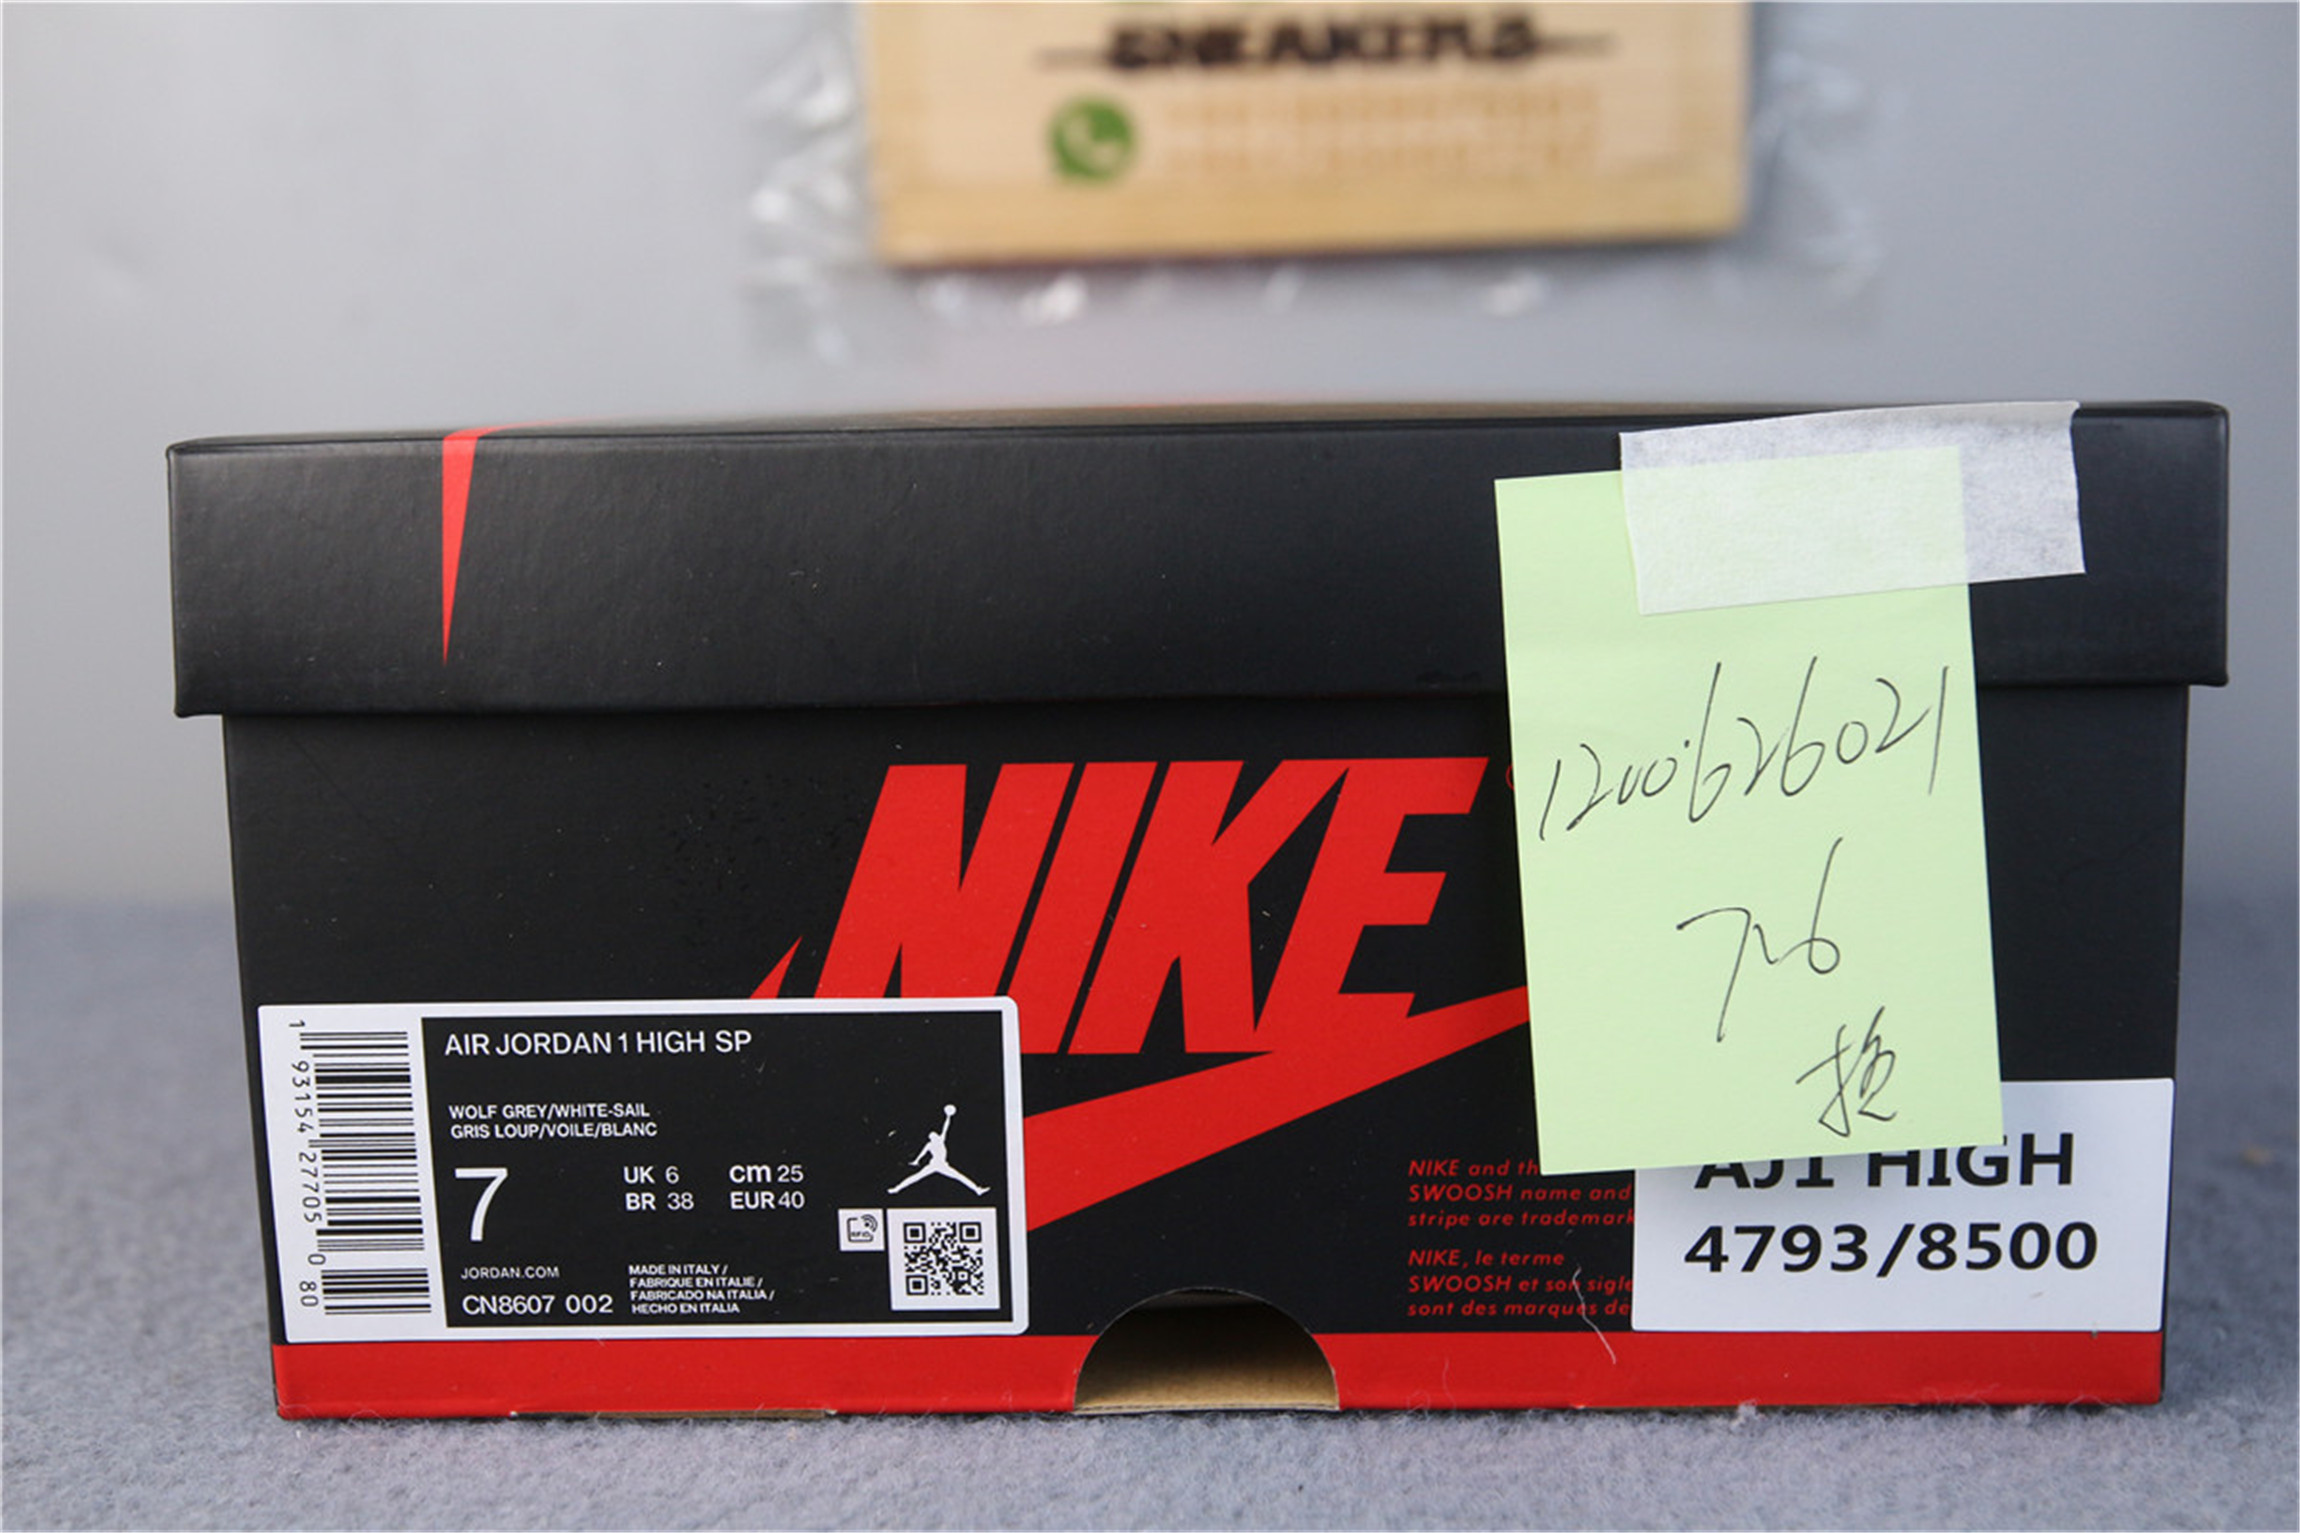 SNEAKERS
1200626021
7-6
换
NIKE
AIR JORDAN 1 HIGH SP
WOLF GREY/WHITE-SAIL
GRIS LOUP/VOILE/BLANC
7
UK 6 cm 25
BR 38 EUR 40
JORDAN.COM
CN8607 002
MADE IN ITALY /
FABRIQUE EN ITALIE /
FABRICADO NA ITALIA /
HECHO EN ITALIA
RFID
1 93154 27705 0 80
NIKE and th
SWOOSH name and
stripe are trademark
NIKE, le terme
SWOOSH et son sigle
sont des marques de
AJ1 HIGH
4793/8500